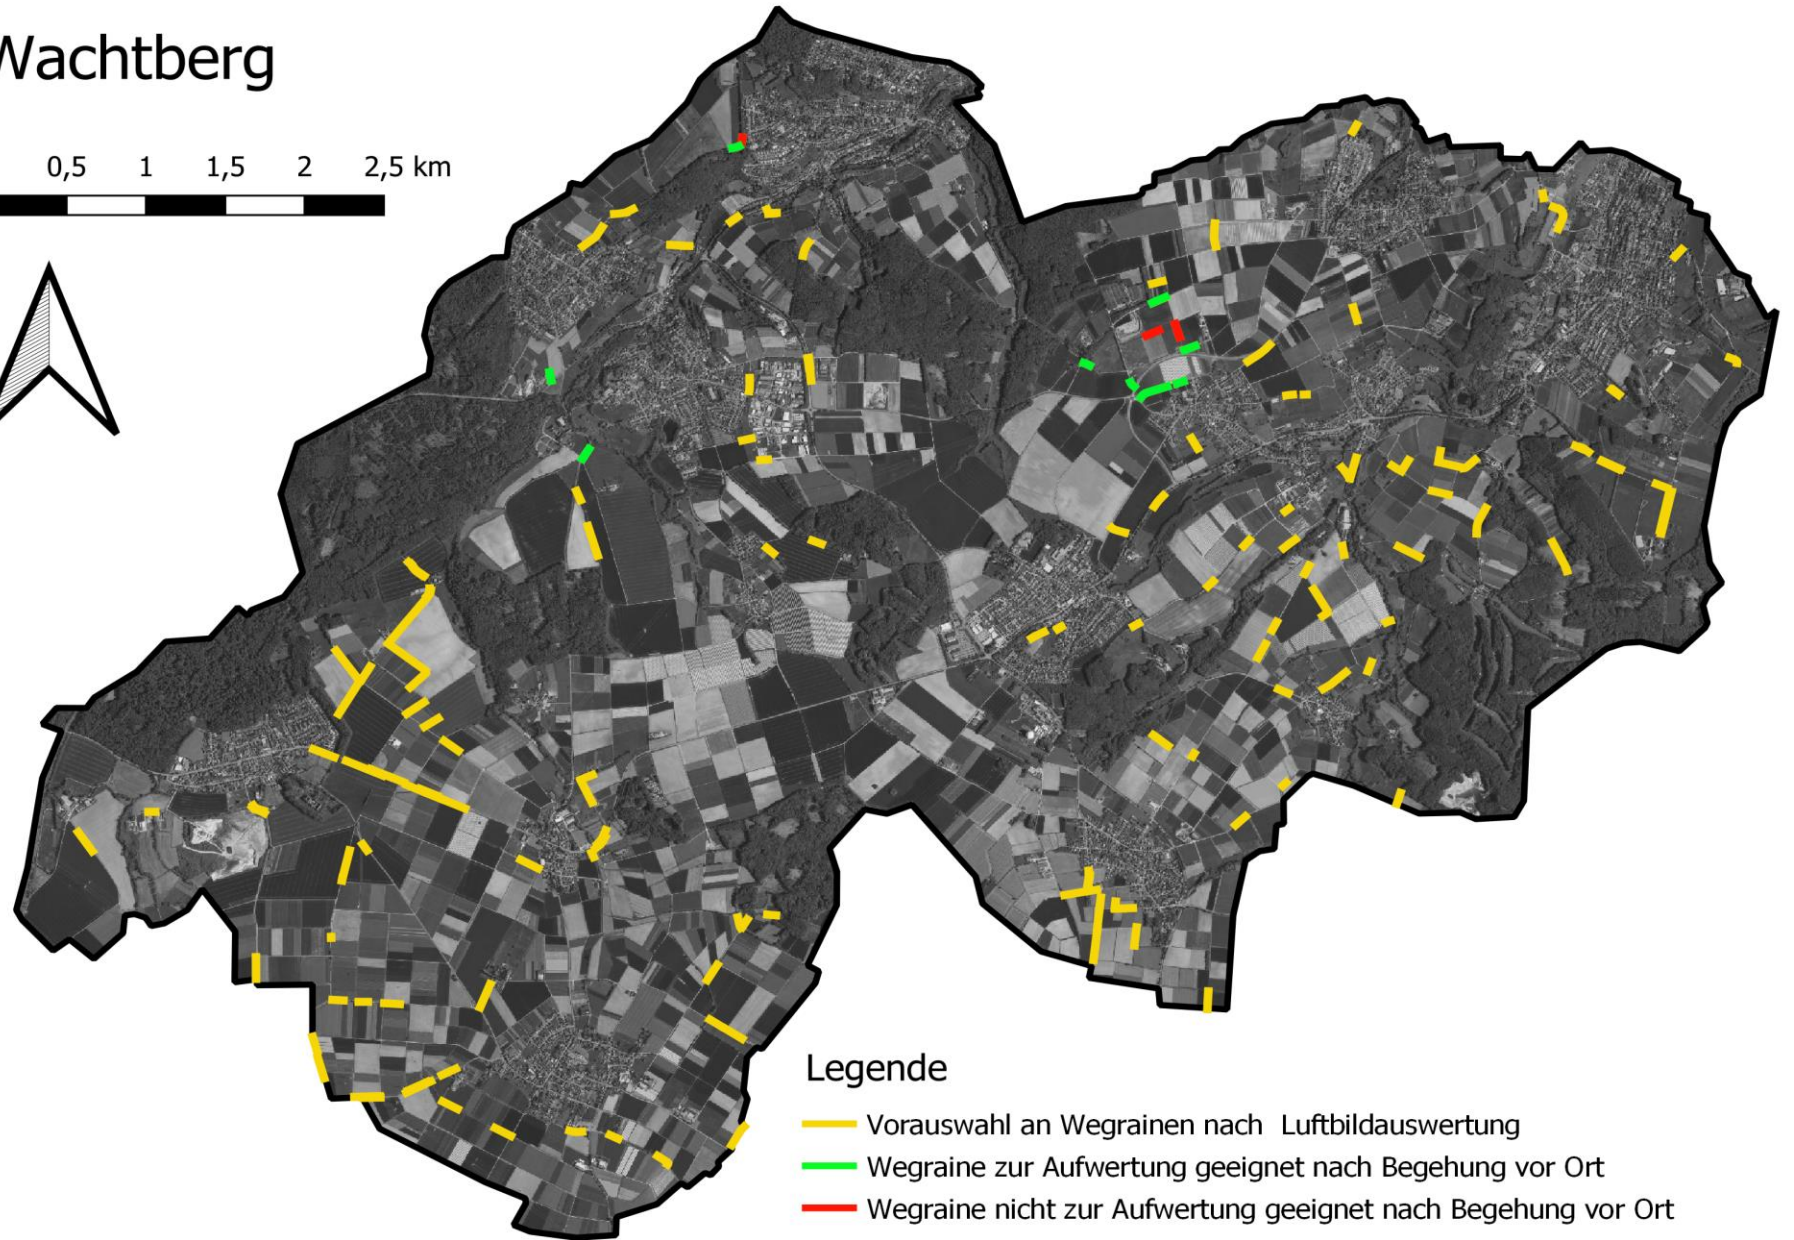 Wachtberg
0,5 1 1,5 2 2,5 km
Legende
Vorauswahl an Wegrainen nach Luftbildauswertung
Wegraine zur Aufwertung geeignet nach Begehung vor Ort
Wegraine nicht zur Aufwertung geeignet nach Begehung vor Ort